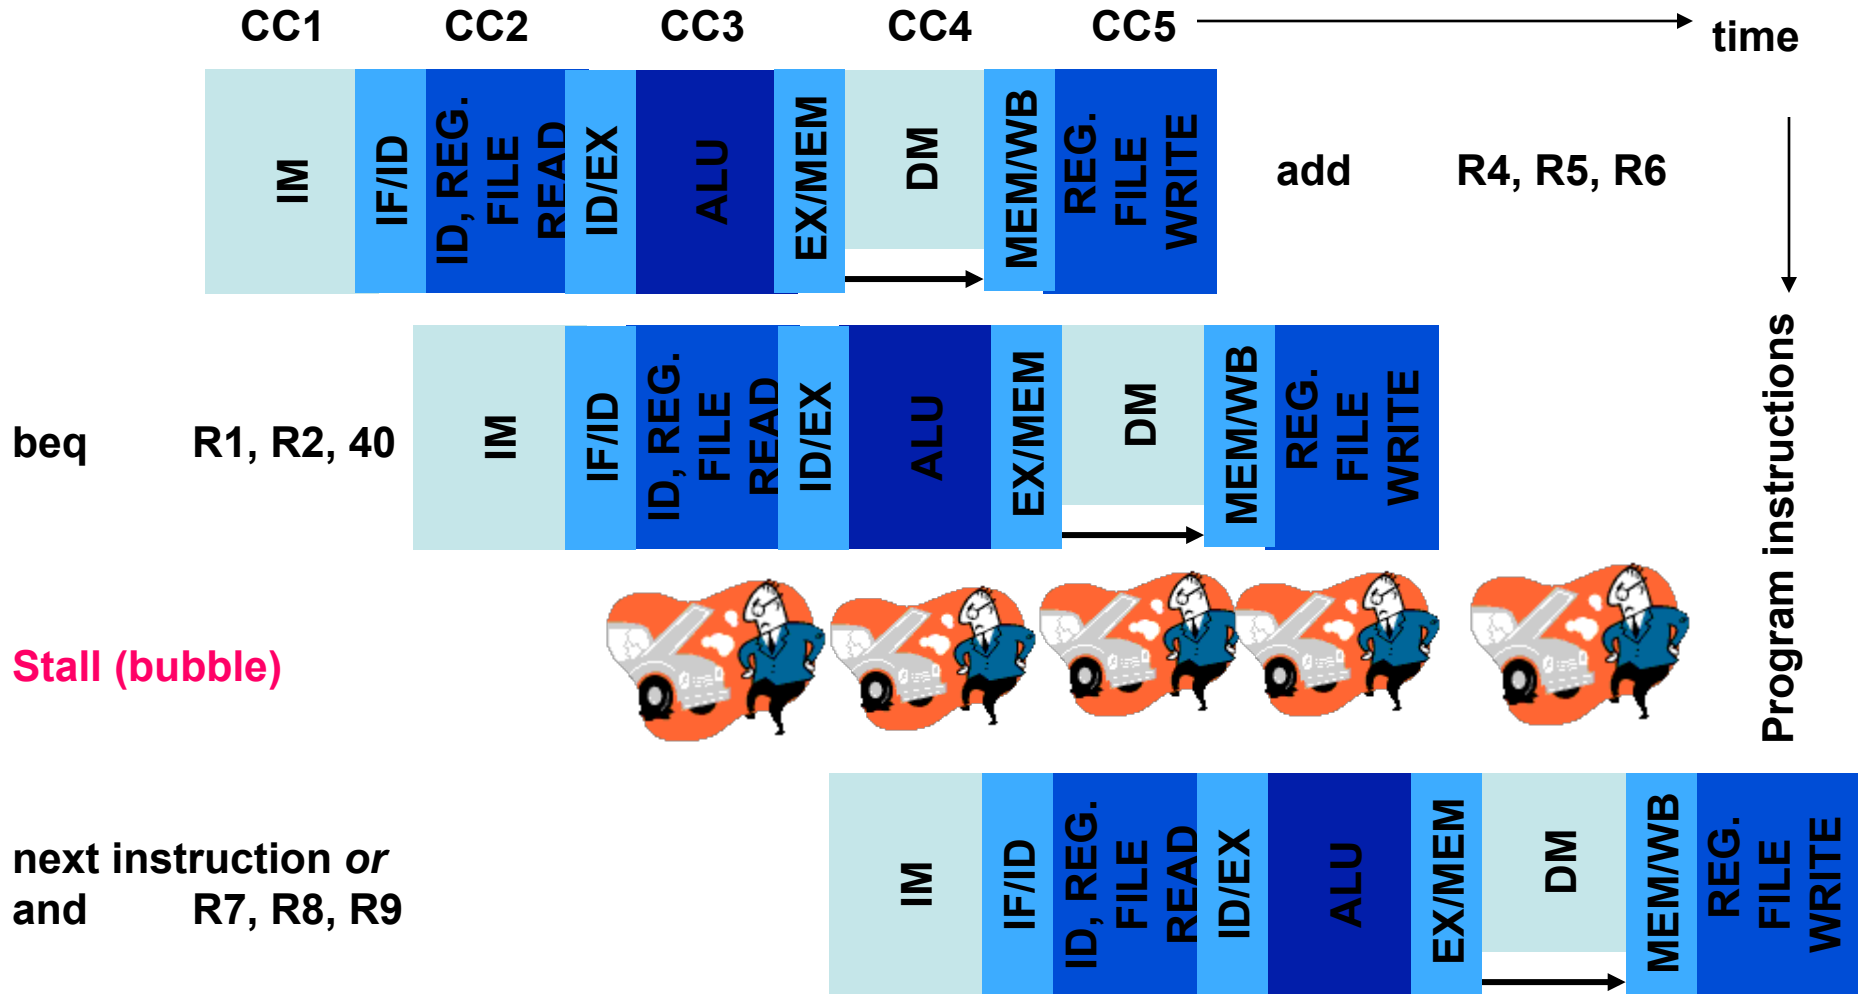 CC1 CC2 CC3 CC4 CC5 time
IM
IF/ID
ID, REG.
FILE
READ
ID/EX
ALU
EX/MEM
DM
MEM/WB
REG.
FILE
WRITE
add R4, R5, R6
beq R1, R2, 40
IM
IF/ID
ID, REG.
FILE
READ
ID/EX
ALU
EX/MEM
DM
MEM/WB
REG.
FILE
WRITE
Program instructions
Stall (bubble)
next instruction or
and R7, R8, R9
IM
IF/ID
ID, REG.
FILE
READ
ID/EX
ALU
EX/MEM
DM
MEM/WB
REG.
FILE
WRITE